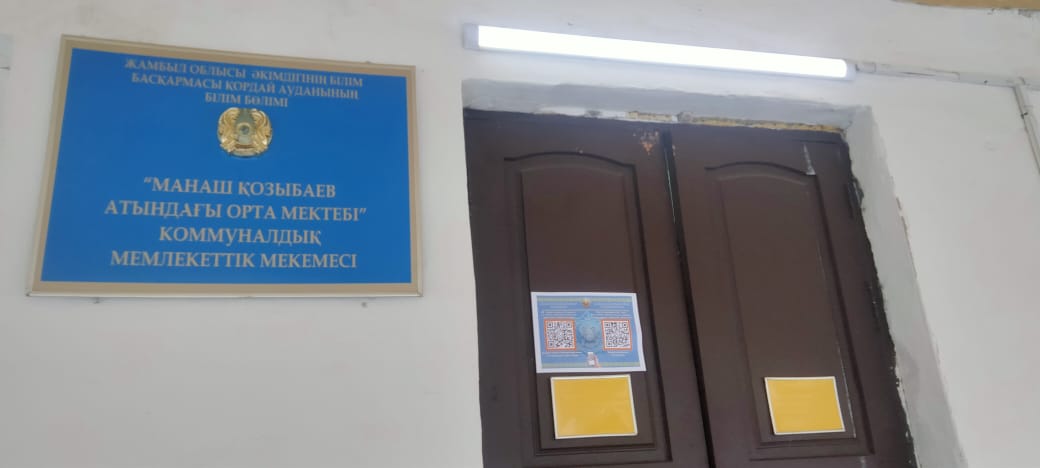 ЖАМБЫЛ ОБЛЫСЫ ӘКІМДІГІНІҢ БІЛІМ
БАСҚАРМАСЫ ҚОРДАЙ АУДАНЫНЫҢ
БІЛІМ БӨЛІМІ
“МАНАШ ҚОЗЫБАЕВ
АТЫНДАҒЫ ОРТА МЕКТЕБІ”
КОММУНАЛДЫҚ
МЕМЛЕКЕТТІК МЕКЕМЕСІ